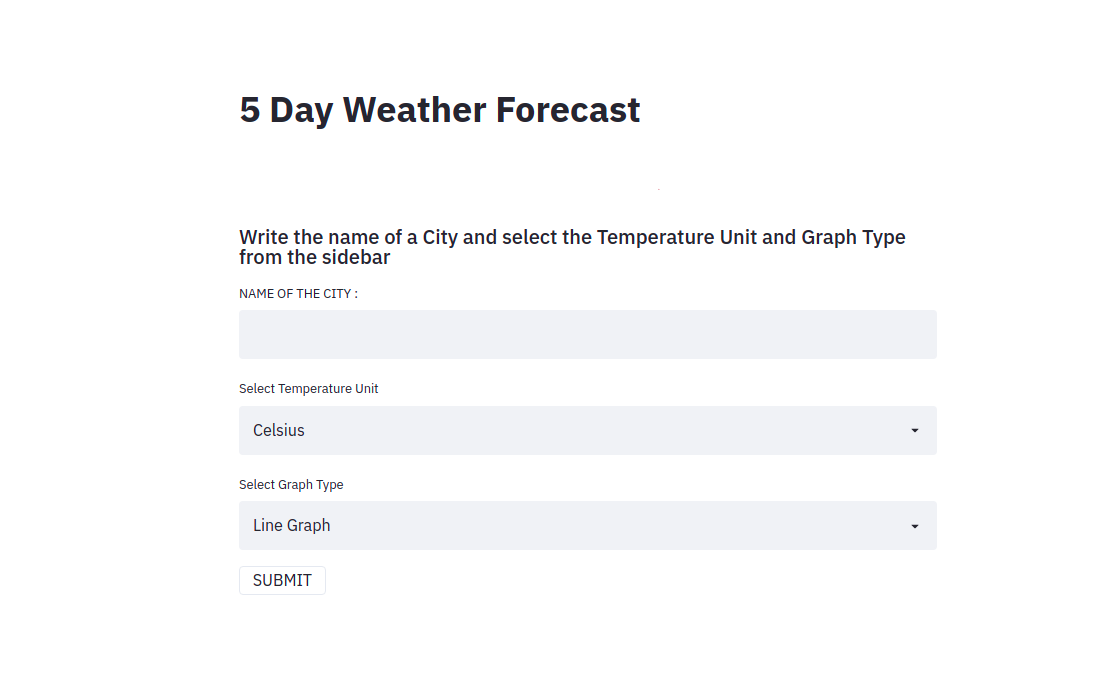 5 Day Weather Forecast
Write the name of a City and select the Temperature Unit and Graph Type
from the sidebar
NAME OF THE CITY :
Select Temperature Unit
Celsius
Select Graph Type
Line Graph
SUBMIT